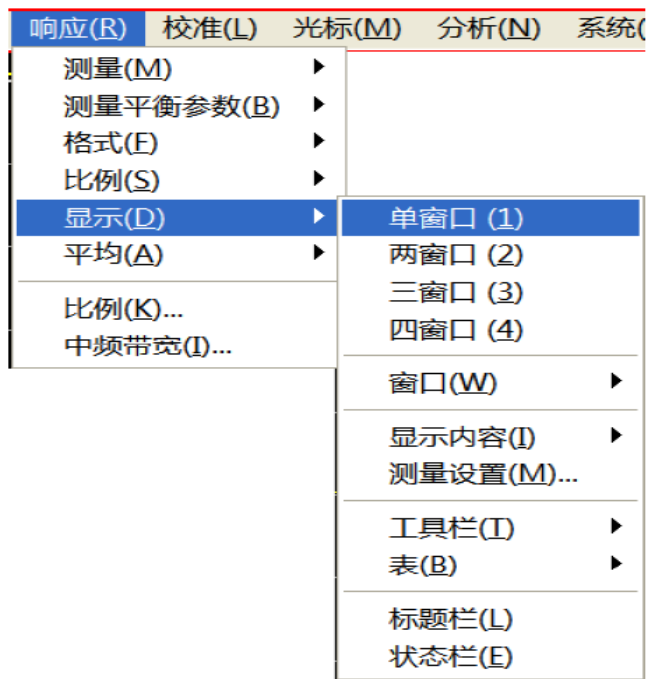 响应(R) 校准(L) 光标(M) 分析(N) 系统(
测量(M)
测量平衡参数(B)
格式(F)
比例(S)
显示(D)
平均(A)
比例(K)...
中频带宽(I)...
单窗口 (1)
两窗口 (2)
三窗口 (3)
四窗口 (4)
窗口(W)
显示内容(I)
测量设置(M)...
工具栏(T)
表(B)
标题栏(L)
状态栏(E)